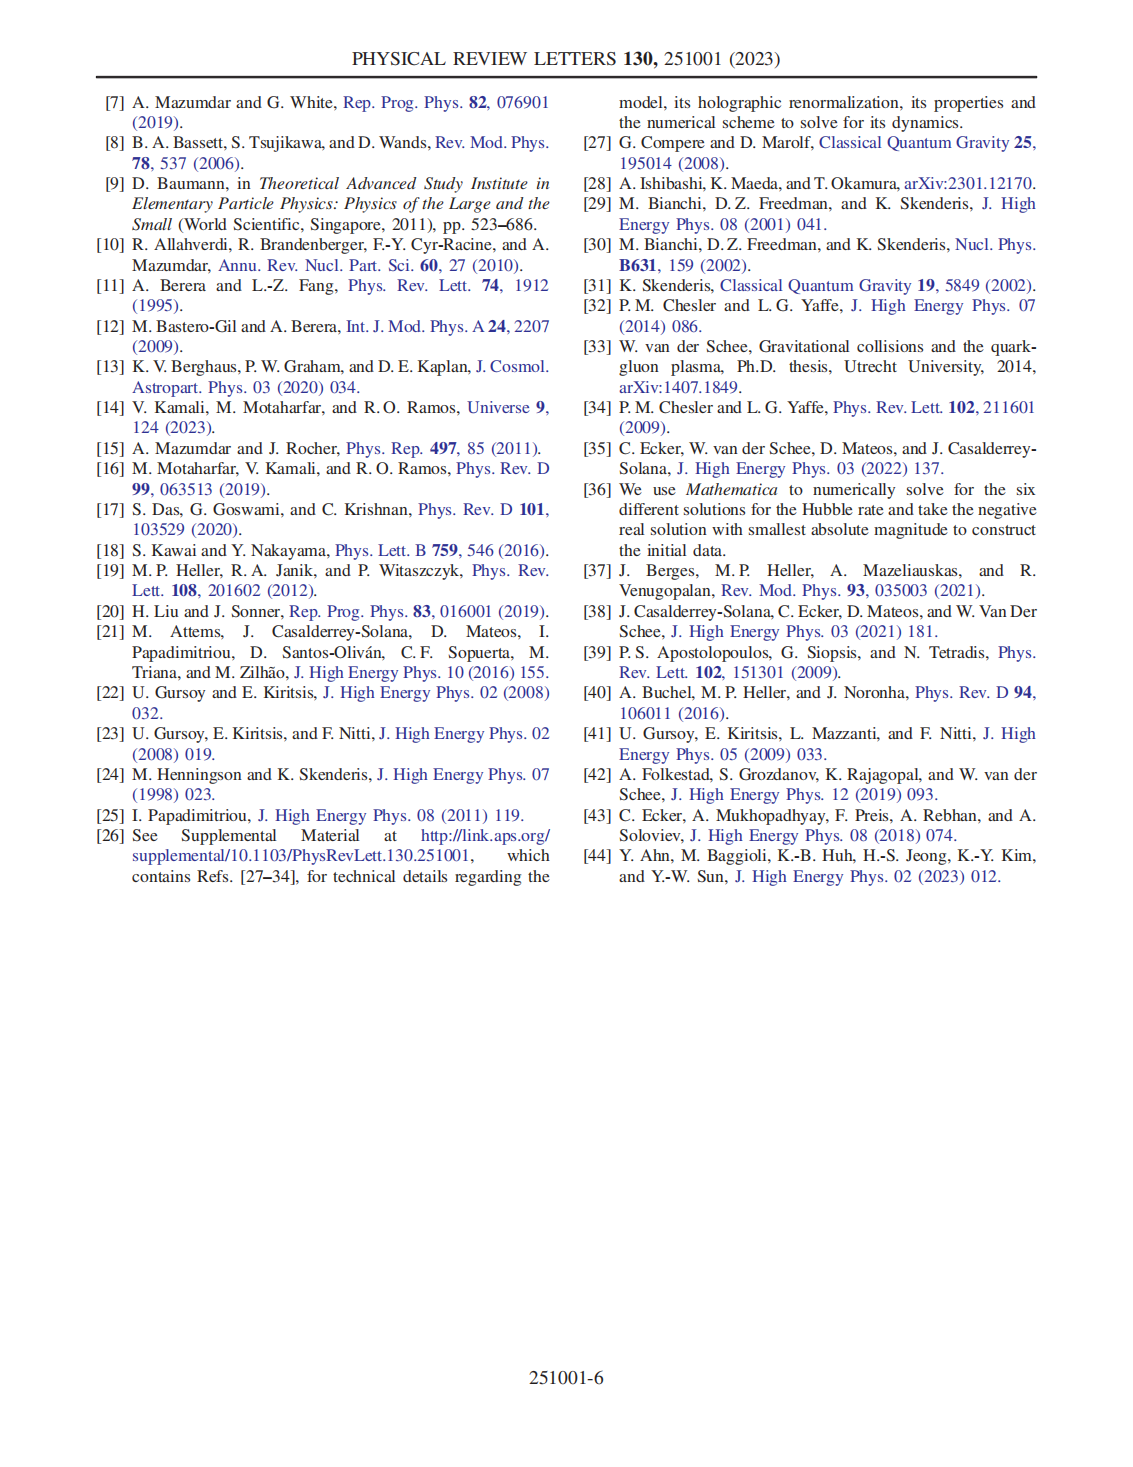 PHYSICAL REVIEW LETTERS 130, 251001 (2023)
[7] A. Mazumdar and G. White, Rep. Prog. Phys. 82, 076901
(2019).
[8] B. A. Bassett, S. Tsujikawa, and D. Wands, Rev. Mod. Phys.
78, 537 (2006).
[9] D. Baumann, in Theoretical Advanced Study Institute in
Elementary Particle Physics: Physics of the Large and the
Small (World Scientific, Singapore, 2011), pp. 523–686.
[10] R. Allahverdi, R. Brandenberger, F.-Y. Cyr-Racine, and A.
Mazumdar, Annu. Rev. Nucl. Part. Sci. 60, 27 (2010).
[11] A. Berera and L.-Z. Fang, Phys. Rev. Lett. 74, 1912
(1995).
[12] M. Bastero-Gil and A. Berera, Int. J. Mod. Phys. A 24, 2207
(2009).
[13] K. V. Berghaus, P. W. Graham, and D. E. Kaplan, J. Cosmol.
Astropart. Phys. 03 (2020) 034.
[14] V. Kamali, M. Motaharfar, and R. O. Ramos, Universe 9,
124 (2023).
[15] A. Mazumdar and J. Rocher, Phys. Rep. 497, 85 (2011).
[16] M. Motaharfar, V. Kamali, and R. O. Ramos, Phys. Rev. D
99, 063513 (2019).
[17] S. Das, G. Goswami, and C. Krishnan, Phys. Rev. D 101,
103529 (2020).
[18] S. Kawai and Y. Nakayama, Phys. Lett. B 759, 546 (2016).
[19] M. P. Heller, R. A. Janik, and P. Witaszczyk, Phys. Rev.
Lett. 108, 201602 (2012).
[20] H. Liu and J. Sonner, Rep. Prog. Phys. 83, 016001 (2019).
[21] M. Attems, J. Casalderrey-Solana, D. Mateos, I.
Papadimitriou, D. Santos-Oliván, C. F. Sopuerta, M.
Triana, and M. Zilhão, J. High Energy Phys. 10 (2016) 155.
[22] U. Gursoy and E. Kiritsis, J. High Energy Phys. 02 (2008)
032.
[23] U. Gursoy, E. Kiritsis, and F. Nitti, J. High Energy Phys. 02
(2008) 019.
[24] M. Henningson and K. Skenderis, J. High Energy Phys. 07
(1998) 023.
[25] I. Papadimitriou, J. High Energy Phys. 08 (2011) 119.
[26] See Supplemental Material at http://link.aps.org/
supplemental/10.1103/PhysRevLett.130.251001, which
contains Refs. [27–34], for technical details regarding the
model, its holographic renormalization, its properties and
the numerical scheme to solve for its dynamics.
[27] G. Compere and D. Marolf, Classical Quantum Gravity 25,
195014 (2008).
[28] A. Ishibashi, K. Maeda, and T. Okamura, arXiv:2301.12170.
[29] M. Bianchi, D. Z. Freedman, and K. Skenderis, J. High
Energy Phys. 08 (2001) 041.
[30] M. Bianchi, D. Z. Freedman, and K. Skenderis, Nucl. Phys.
B631, 159 (2002).
[31] K. Skenderis, Classical Quantum Gravity 19, 5849 (2002).
[32] P. M. Chesler and L. G. Yaffe, J. High Energy Phys. 07
(2014) 086.
[33] W. van der Schee, Gravitational collisions and the quark-
gluon plasma, Ph.D. thesis, Utrecht University, 2014,
arXiv:1407.1849.
[34] P. M. Chesler and L. G. Yaffe, Phys. Rev. Lett. 102, 211601
(2009).
[35] C. Ecker, W. van der Schee, D. Mateos, and J. Casalderrey-
Solana, J. High Energy Phys. 03 (2022) 137.
[36] We use Mathematica to numerically solve for the six
different solutions for the Hubble rate and take the negative
real solution with smallest absolute magnitude to construct
the initial data.
[37] J. Berges, M. P. Heller, A. Mazeliauskas, and R.
Venugopalan, Rev. Mod. Phys. 93, 035003 (2021).
[38] J. Casalderrey-Solana, C. Ecker, D. Mateos, and W. Van Der
Schee, J. High Energy Phys. 03 (2021) 181.
[39] P. S. Apostolopoulos, G. Siopsis, and N. Tetradis, Phys.
Rev. Lett. 102, 151301 (2009).
[40] A. Buchel, M. P. Heller, and J. Noronha, Phys. Rev. D 94,
106011 (2016).
[41] U. Gursoy, E. Kiritsis, L. Mazzanti, and F. Nitti, J. High
Energy Phys. 05 (2009) 033.
[42] A. Folkestad, S. Grozdanov, K. Rajagopal, and W. van der
Schee, J. High Energy Phys. 12 (2019) 093.
[43] C. Ecker, A. Mukhopadhyay, F. Preis, A. Rebhan, and A.
Soloviev, J. High Energy Phys. 08 (2018) 074.
[44] Y. Ahn, M. Baggioli, K.-B. Huh, H.-S. Jeong, K.-Y. Kim,
and Y.-W. Sun, J. High Energy Phys. 02 (2023) 012.
251001-6